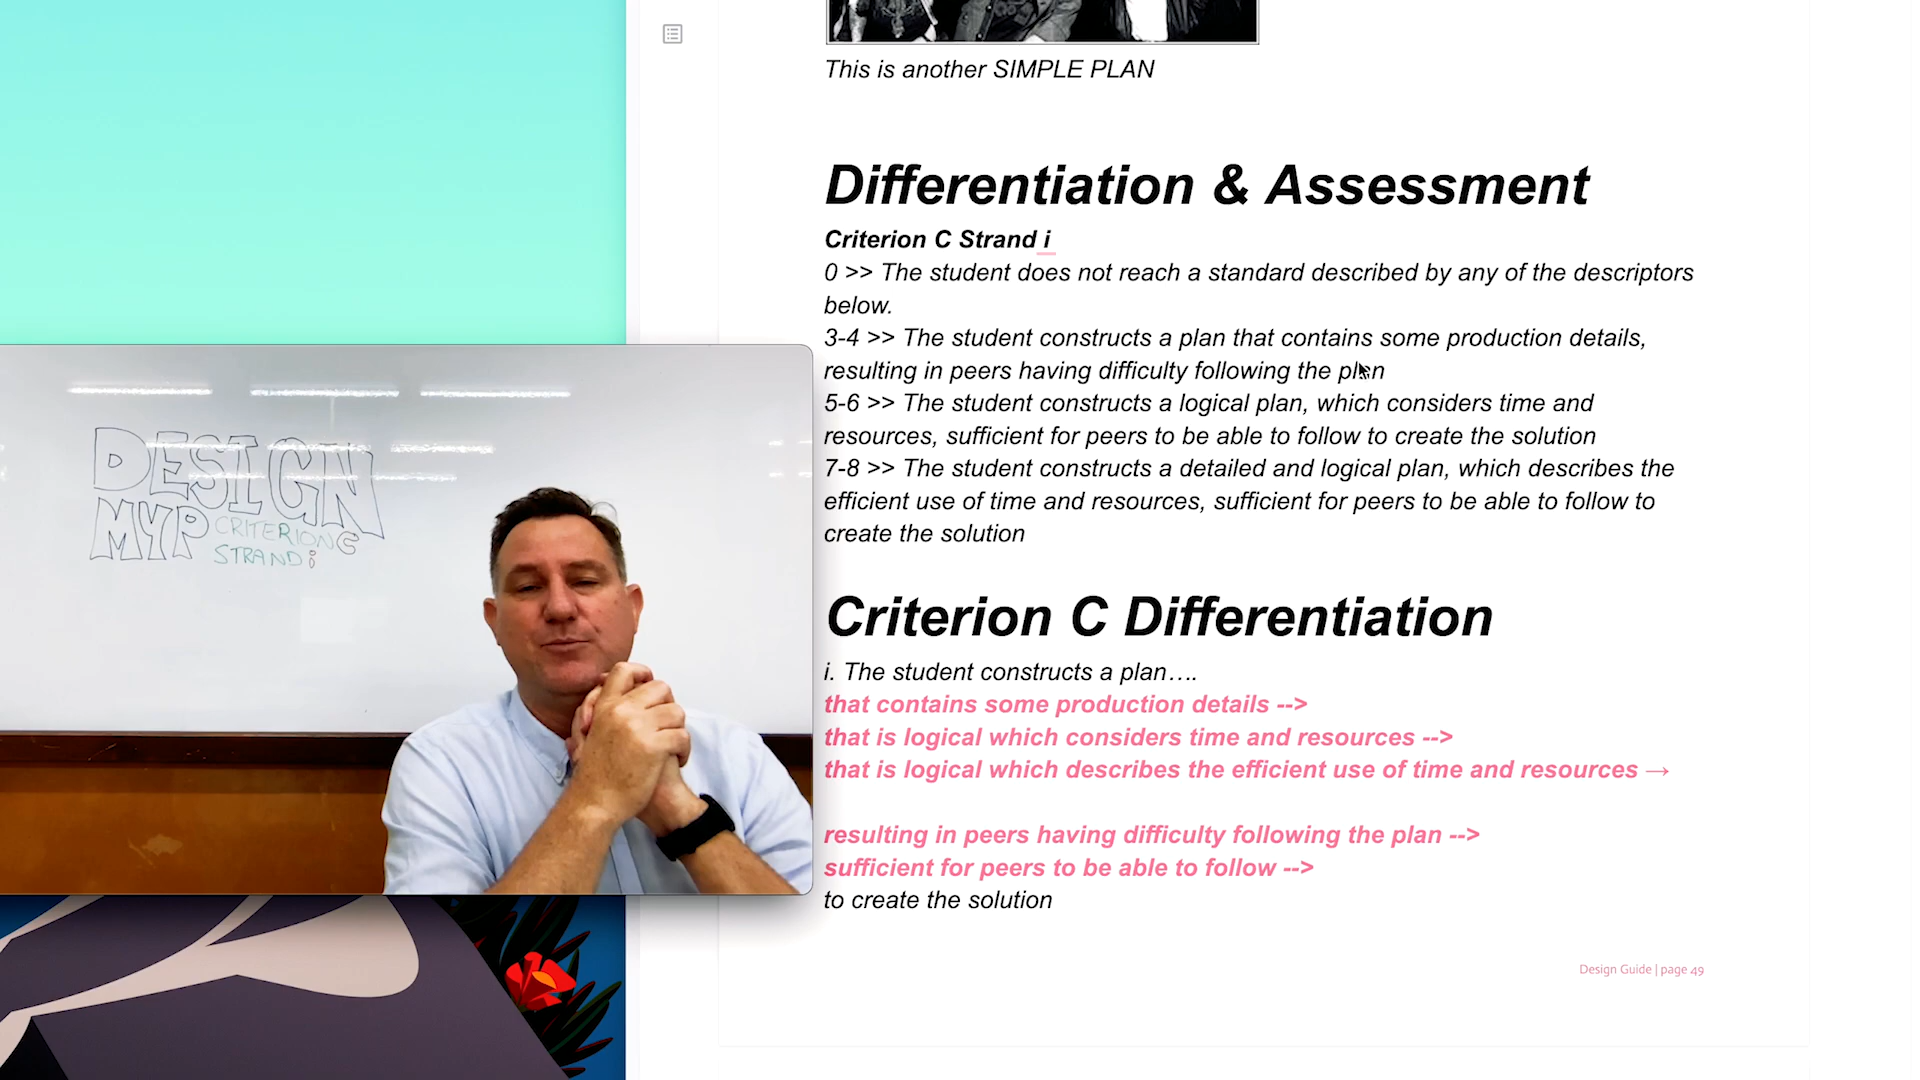 This is another SIMPLE PLAN
Differentiation & Assessment
Criterion C Strand i
0 >> The student does not reach a standard described by any of the descriptors
below.
3-4 >> The student constructs a plan that contains some production details,
resulting in peers having difficulty following the plan
5-6 >> The student constructs a logical plan, which considers time and
resources, sufficient for peers to be able to follow to create the solution
7-8 >> The student constructs a detailed and logical plan, which describes the
efficient use of time and resources, sufficient for peers to be able to follow to
create the solution
DESIGN
MYP CRITERION C
STRAND i
Criterion C Differentiation
i. The student constructs a plan….
that contains some production details -->
that is logical which considers time and resources -->
that is logical which describes the efficient use of time and resources →
resulting in peers having difficulty following the plan -->
sufficient for peers to be able to follow -->
to create the solution
Design Guide | page 49